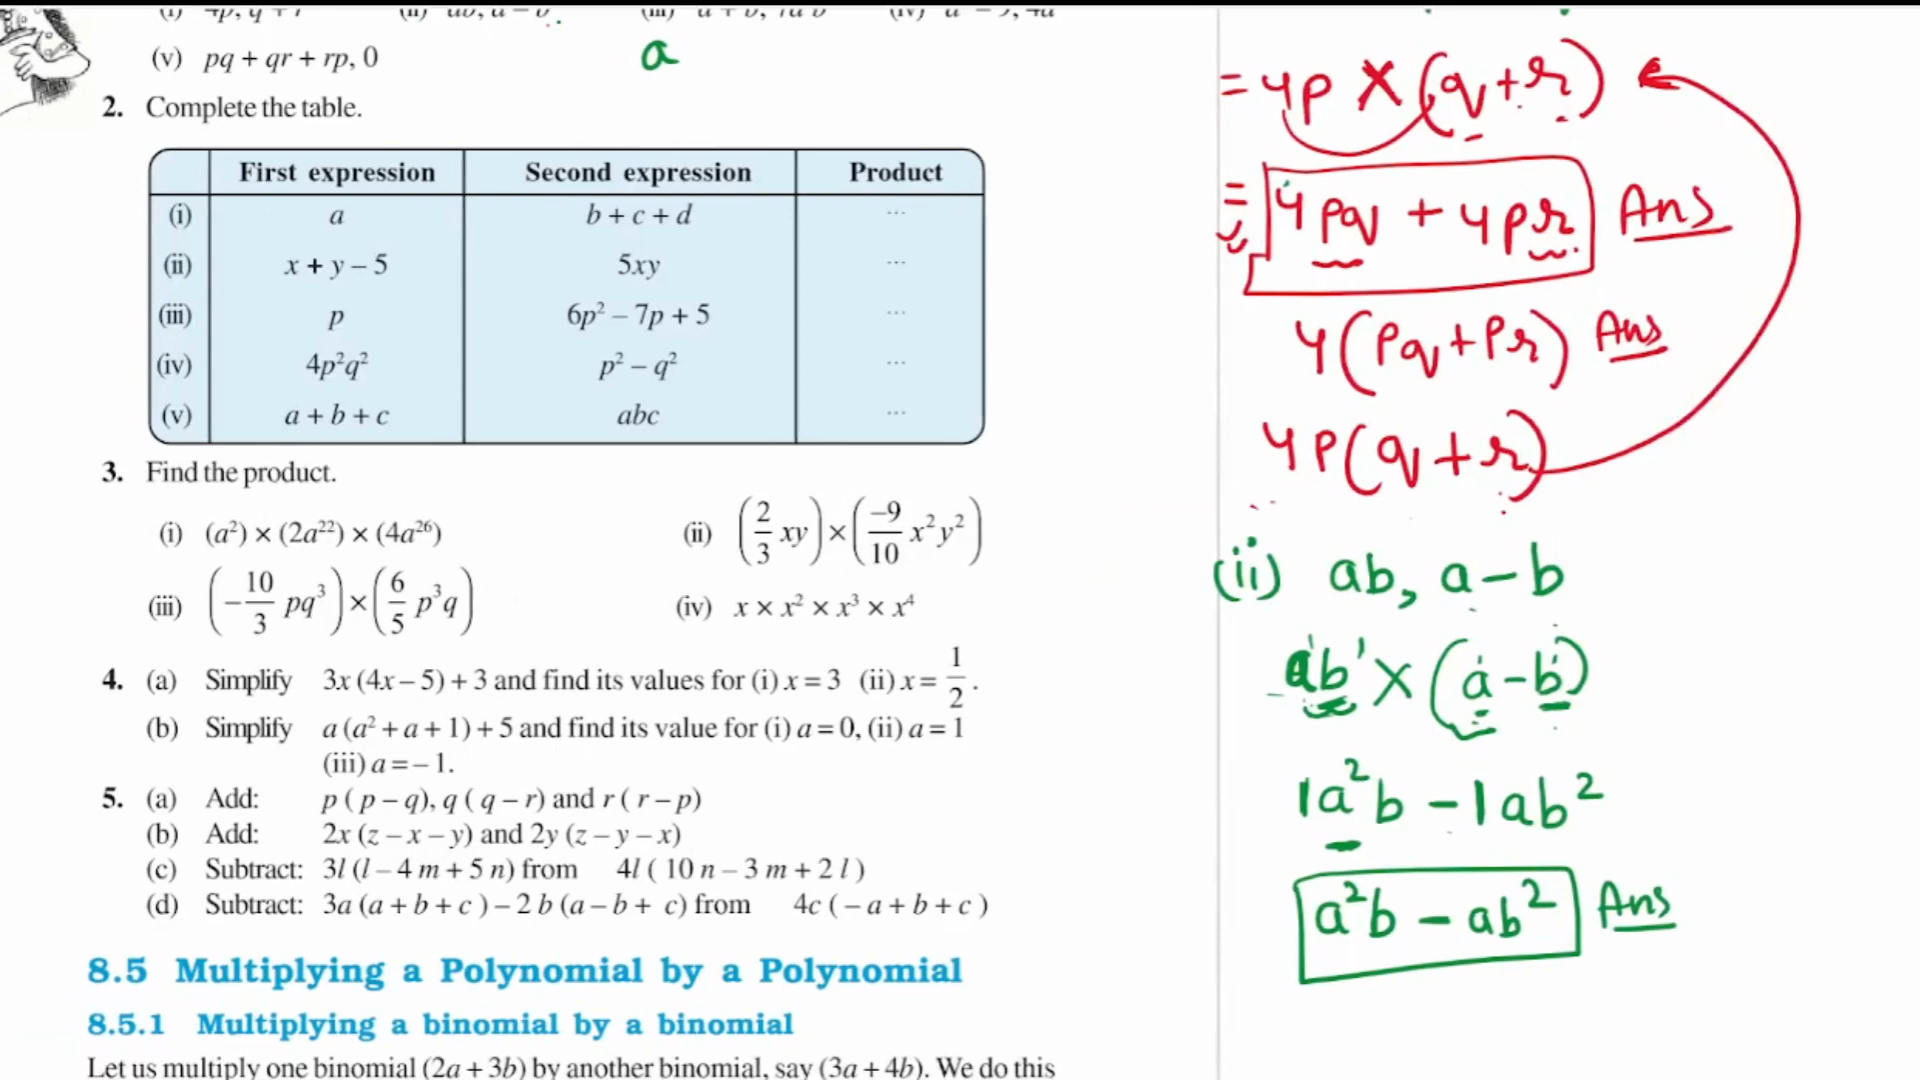 (v) pq + qr + rp, 0
a
2. Complete the table.
First expression Second expression Product
(i) a b + c + d ...
(ii) x + y – 5 5xy ...
(iii) p 6p² – 7p + 5 ...
(iv) 4p²q² p² – q² ...
(v) a + b + c abc ...
3. Find the product.
(i) (a²) × (2a²²) × (4a²⁶) (ii) (2/3 xy) × (–9/10 x²y²)
(iii) (–10/3 pq³) × (6/5 p³q) (iv) x × x² × x³ × x⁴
4. (a) Simplify 3x (4x – 5) + 3 and find its values for (i) x = 3 (ii) x = 1/2.
(b) Simplify a (a² + a + 1) + 5 and find its value for (i) a = 0, (ii) a = 1
(iii) a = – 1.
5. (a) Add: p ( p – q), q ( q – r) and r ( r – p)
(b) Add: 2x (z – x – y) and 2y (z – y – x)
(c) Subtract: 3l (l – 4 m + 5 n) from 4l ( 10 n – 3 m + 2 l )
(d) Subtract: 3a (a + b + c ) – 2 b (a – b + c) from 4c ( – a + b + c )
8.5 Multiplying a Polynomial by a Polynomial
8.5.1 Multiplying a binomial by a binomial
Let us multiply one binomial (2a + 3b) by another binomial, say (3a + 4b). We do this
= 4p × (q + r)
= 4pq + 4pr Ans
4(pq + pr) Ans
4p(q + r)
(ii) ab, a – b
ab × (a – b)
1a²b – 1ab²
a²b – ab² Ans